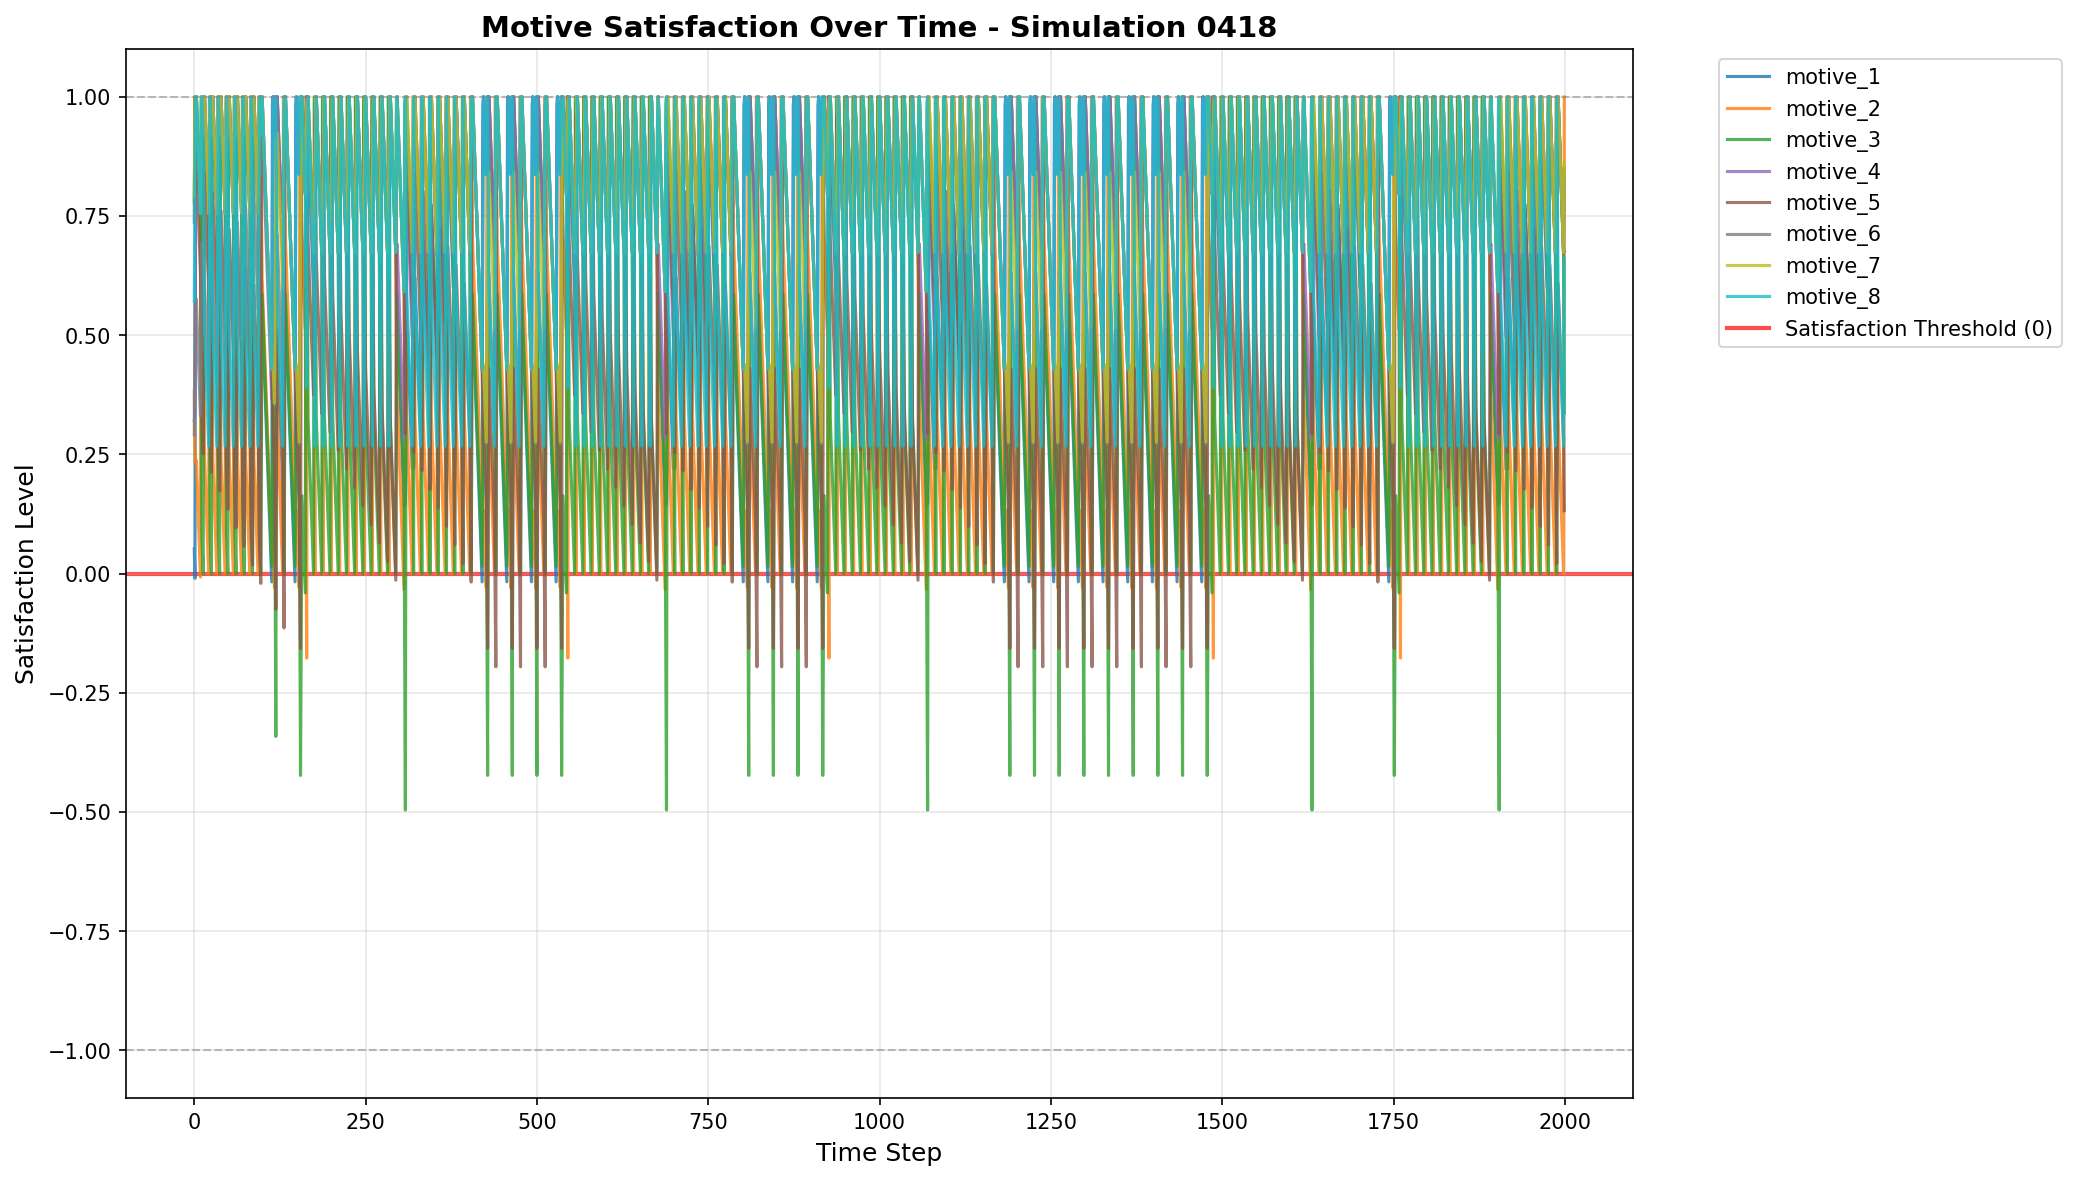 Motive Satisfaction Over Time - Simulation 0418
1.00
0.75
0.50
0.25
0.00
−0.25
−0.50
−0.75
−1.00
Satisfaction Level
0 250 500 750 1000 1250 1500 1750 2000
Time Step
motive_1
motive_2
motive_3
motive_4
motive_5
motive_6
motive_7
motive_8
Satisfaction Threshold (0)